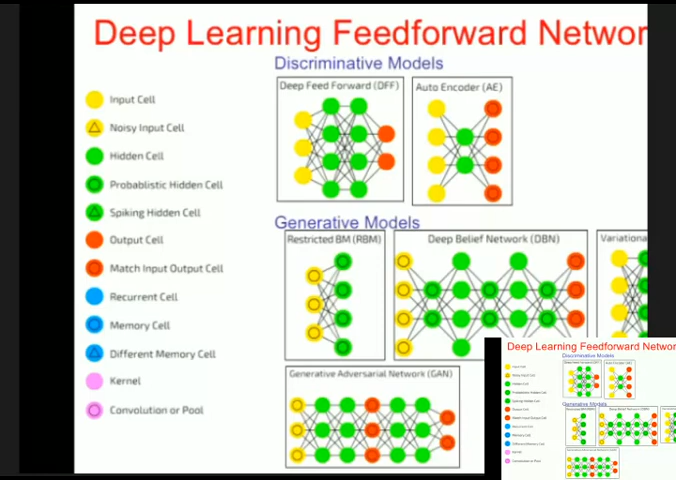 Deep Learning Feedforward Networ
Discriminative Models
Deep Feed Forward (DFF)
Auto Encoder (AE)
Input Cell
Noisy Input Cell
Hidden Cell
Probablistic Hidden Cell
Spiking Hidden Cell
Output Cell
Match Input Output Cell
Recurrent Cell
Memory Cell
Different Memory Cell
Kernel
Convolution or Pool
Generative Models
Restricted BM (RBM)
Deep Belief Network (DBN)
Variational
Generative Adversarial Network (GAN)
Deep Learning Feedforward Networ
Discriminative Models
Generative Models